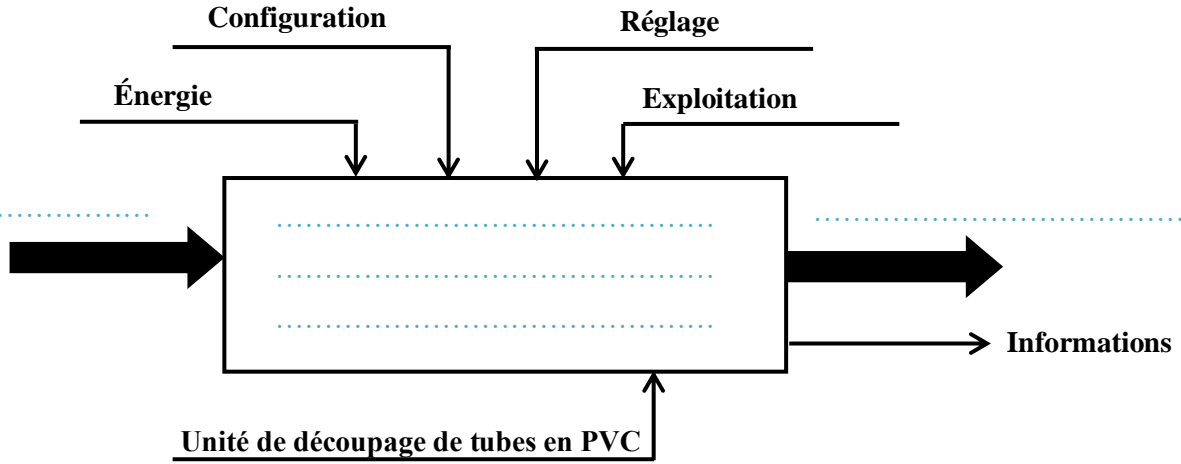 Configuration
Réglage
Énergie
Exploitation
Informations
Unité de découpage de tubes en PVC